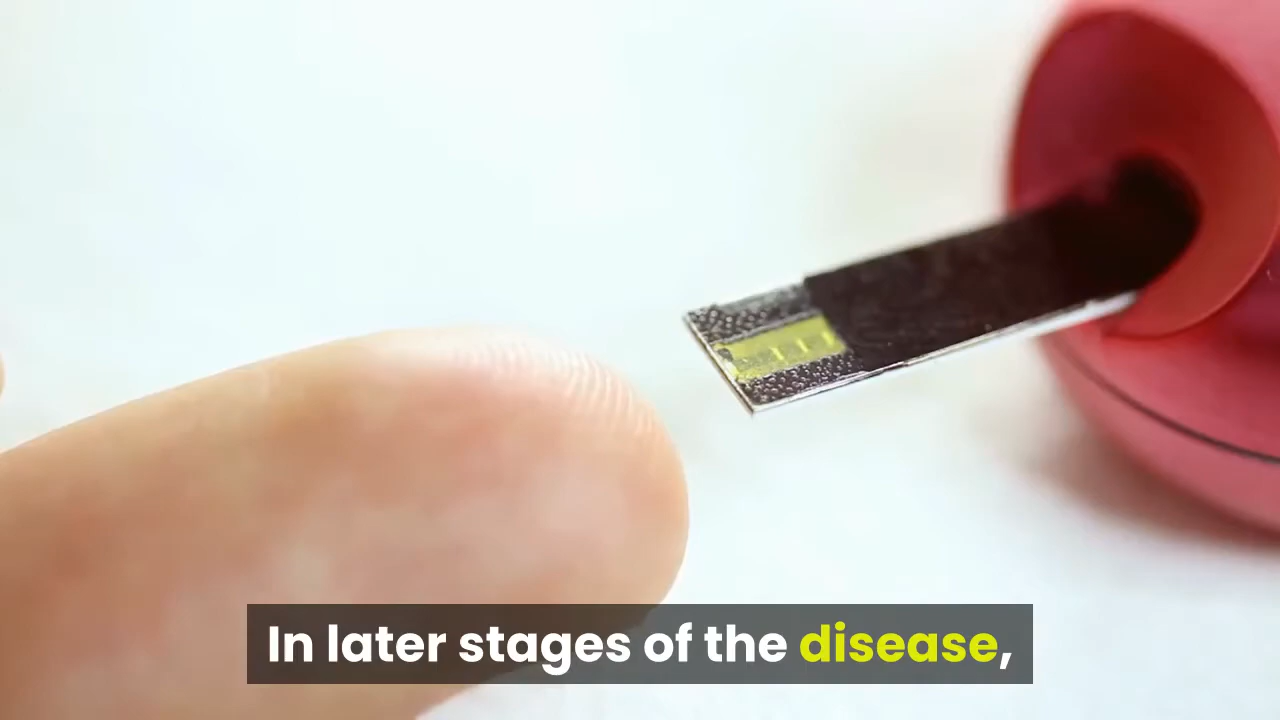 In later stages of the disease,